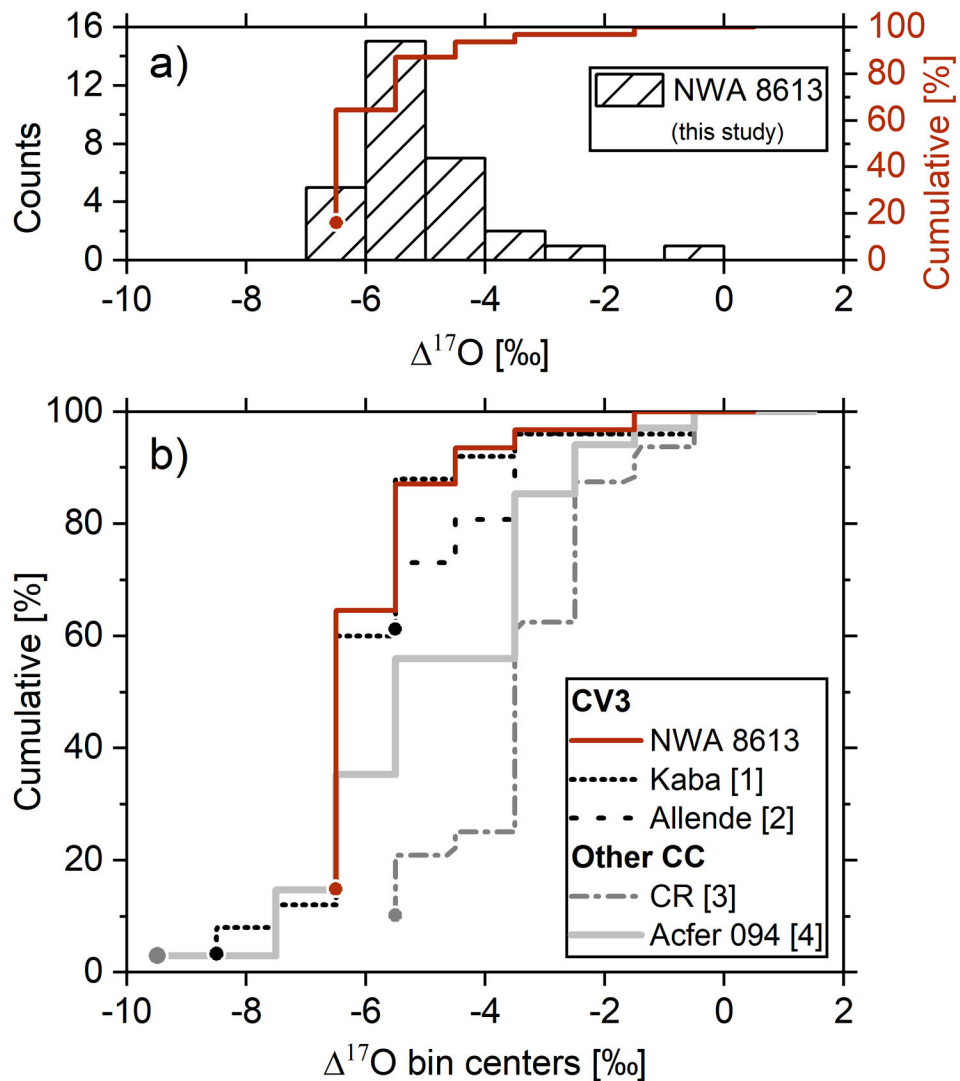 a)
16
12
8
4
0
Counts
100
80
60
40
20
0
Cumulative [%]
NWA 8613
(this study)
-10 -8 -6 -4 -2 0 2
Δ¹⁷O [‰]
b)
100
80
60
40
20
0
Cumulative [%]
CV3
NWA 8613
Kaba [1]
Allende [2]
Other CC
CR [3]
Acfer 094 [4]
-10 -8 -6 -4 -2 0 2
Δ¹⁷O bin centers [‰]